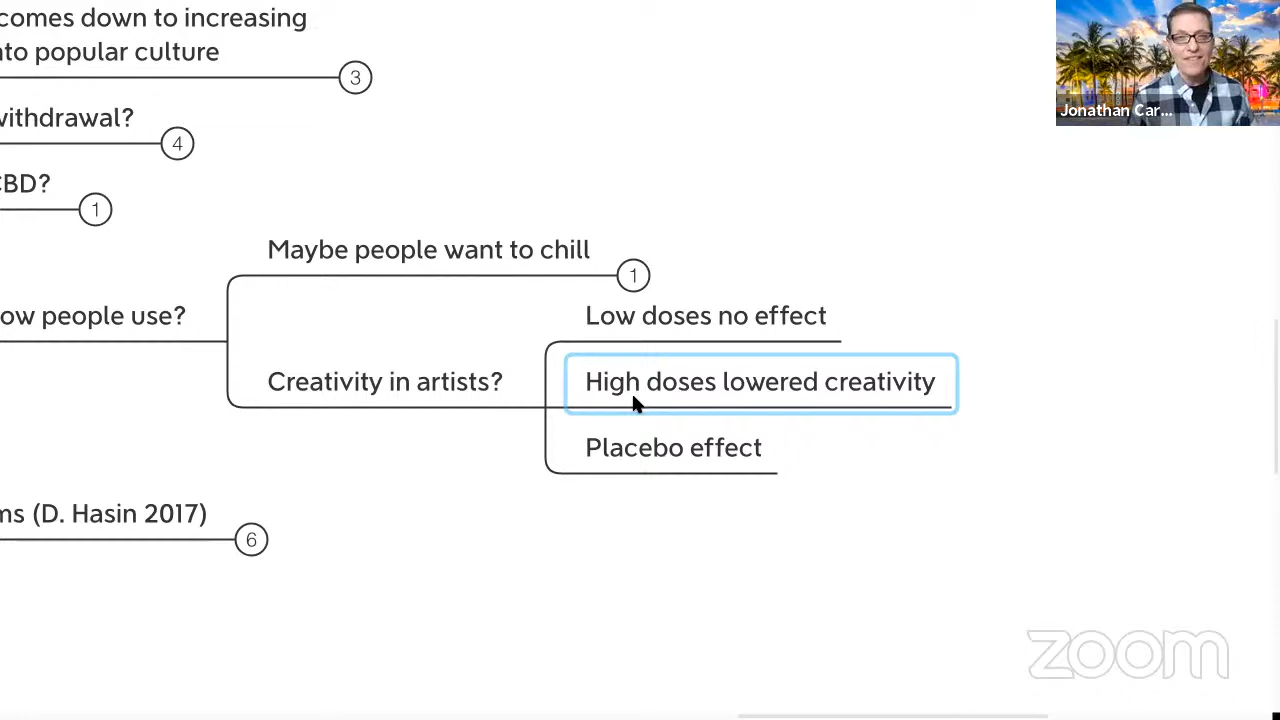 comes down to increasing
nto popular culture
3
withdrawal?
4
CBD?
1
Maybe people want to chill
1
ow people use?
Low doses no effect
Creativity in artists?
High doses lowered creativity
Placebo effect
ms (D. Hasin 2017)
6
Jonathan Car...
zoom